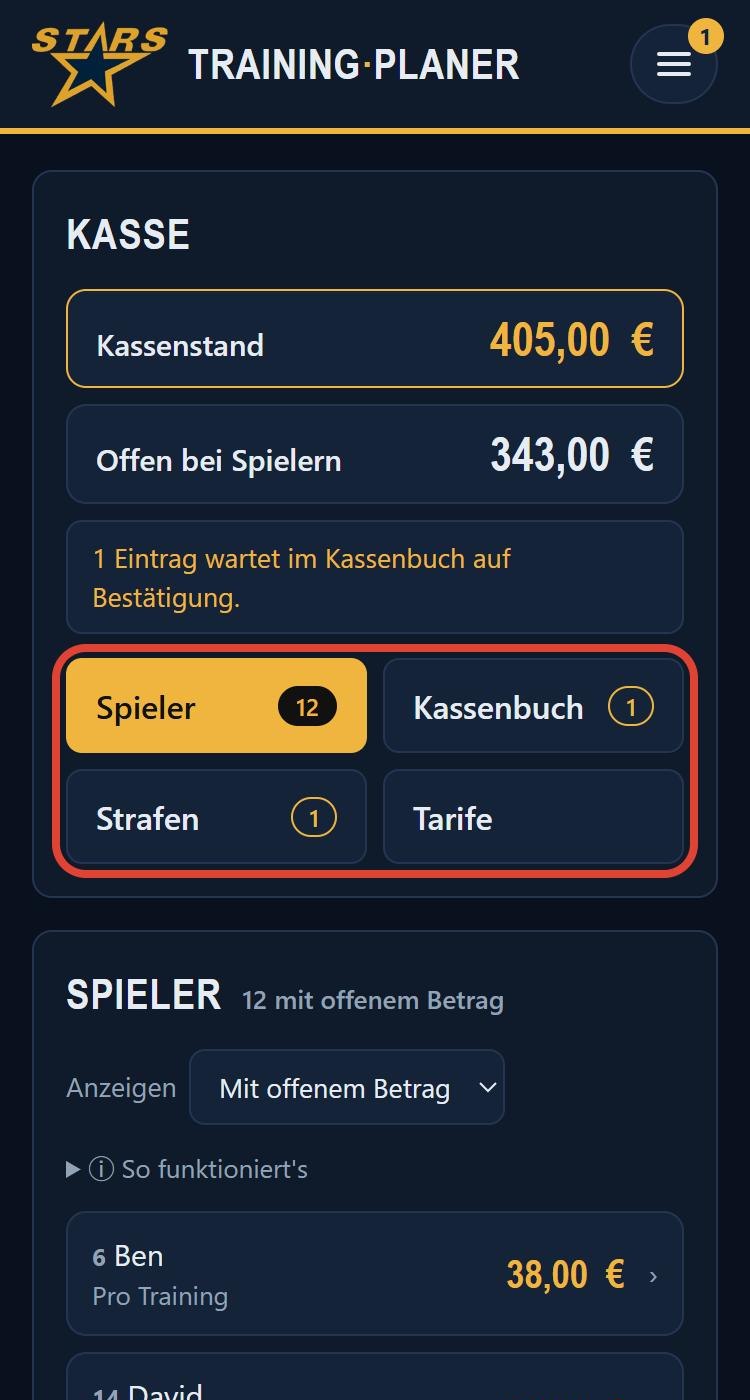 STARS
TRAINING·PLANER
1
KASSE
Kassenstand 405,00 €
Offen bei Spielern 343,00 €
1 Eintrag wartet im Kassenbuch auf
Bestätigung.
Spieler 12
Kassenbuch 1
Strafen 1
Tarife
SPIELER 12 mit offenem Betrag
Anzeigen Mit offenem Betrag
▶ ⓘ So funktioniert's
6 Ben
Pro Training
38,00 € ›
14 David